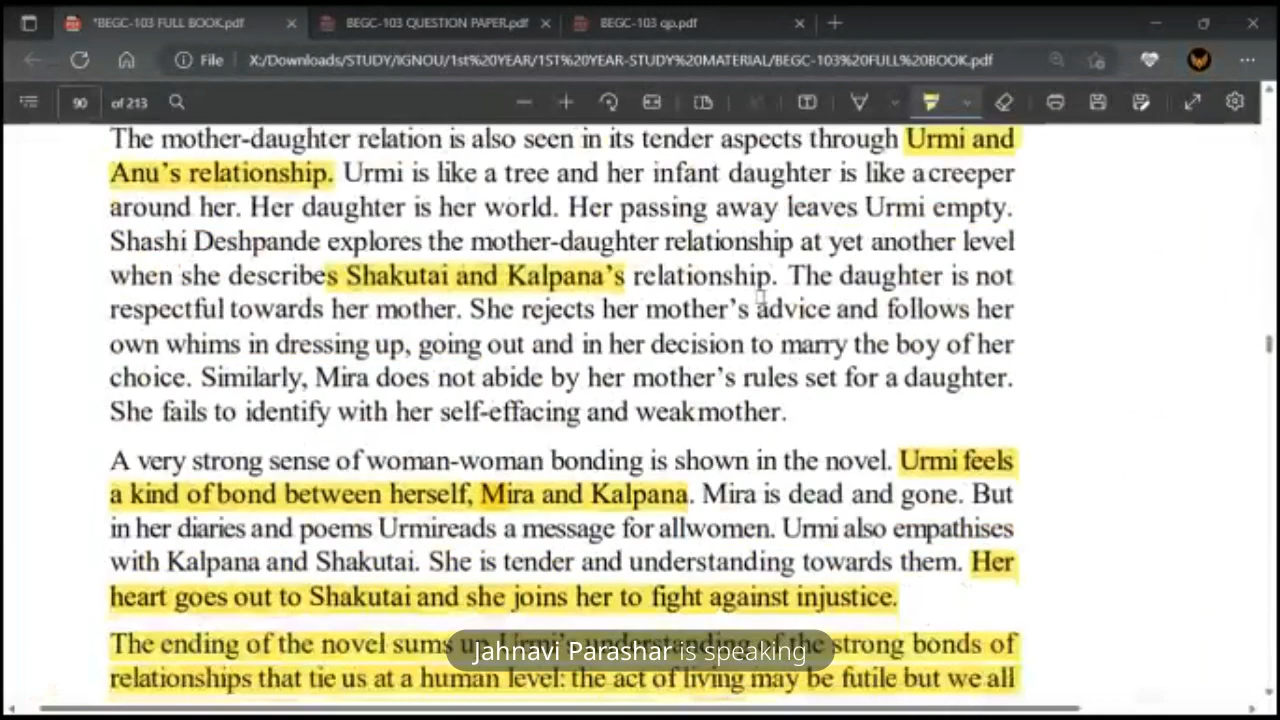 *BEGC-103 FULL BOOK.pdf
BEGC-103 QUESTION PAPER.pdf
BEGC-103 qp.pdf
File X:/Downloads/STUDY/IGNOU/1st%20YEAR/1ST%20YEAR-STUDY%20MATERIAL/BEGC-103%20FULL%20BOOK.pdf
90 of 213
The mother-daughter relation is also seen in its tender aspects through Urmi and
Anu's relationship. Urmi is like a tree and her infant daughter is like a creeper
around her. Her daughter is her world. Her passing away leaves Urmi empty.
Shashi Deshpande explores the mother-daughter relationship at yet another level
when she describes Shakutai and Kalpana's relationship. The daughter is not
respectful towards her mother. She rejects her mother's advice and follows her
own whims in dressing up, going out and in her decision to marry the boy of her
choice. Similarly, Mira does not abide by her mother's rules set for a daughter.
She fails to identify with her self-effacing and weakmother.
A very strong sense of woman-woman bonding is shown in the novel. Urmi feels
a kind of bond between herself, Mira and Kalpana. Mira is dead and gone. But
in her diaries and poems Urmireads a message for allwomen. Urmi also empathises
with Kalpana and Shakutai. She is tender and understanding towards them. Her
heart goes out to Shakutai and she joins her to fight against injustice.
The ending of the novel sums up Urmi's understanding of the strong bonds of
Jahnavi Parashar is speaking
relationships that tie us at a human level: the act of living may be futile but we all